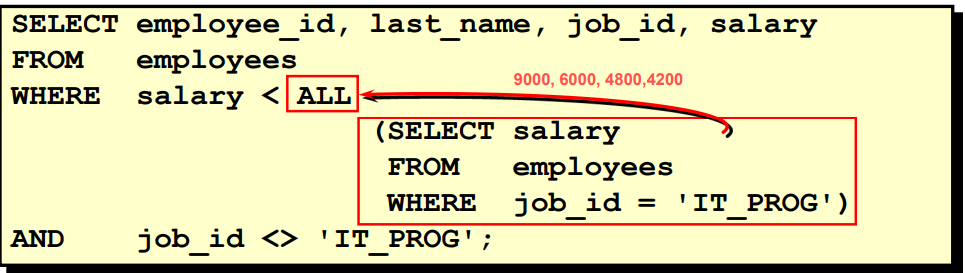 SELECT employee_id, last_name, job_id, salary
FROM employees
WHERE salary < ALL
9000, 6000, 4800,4200
(SELECT salary
FROM employees
WHERE job_id = 'IT_PROG')
AND job_id <> 'IT_PROG';